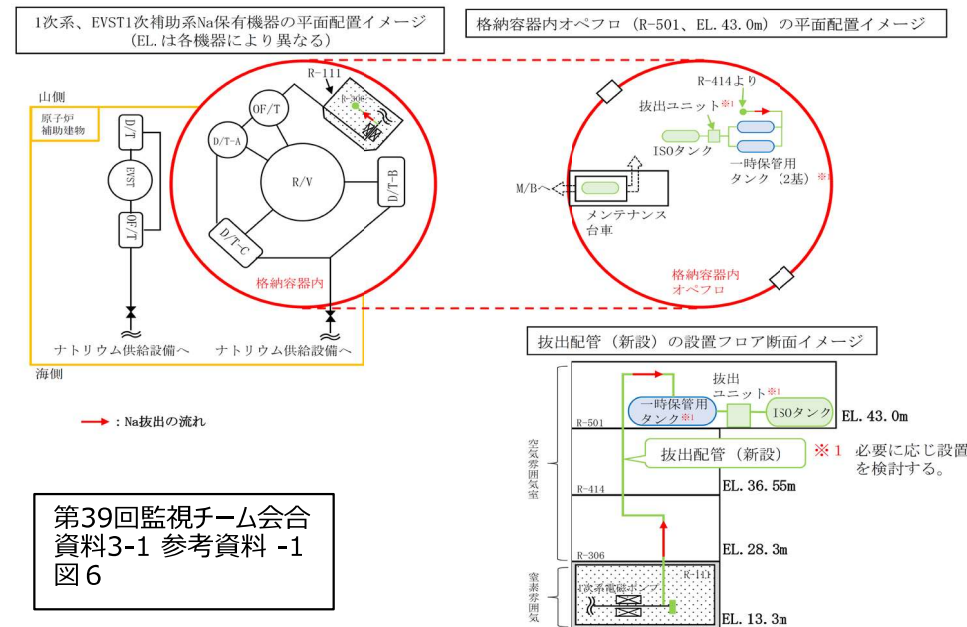 1次系、EVST1次補助系Na保有機器の平面配置イメージ
(EL.は各機器により異なる)
格納容器内オペフロ（R-501、EL.43.0m）の平面配置イメージ
山側
原子炉
補助建物
D/T
EVST
OF/T
ナトリウム供給設備へ
海側
R-111
R-306
OF/T
D/T-A
R/V
D/T-B
D/T-C
格納容器内
ナトリウム供給設備へ
R-414より
抜出ユニット※1
ISOタンク
一時保管用
タンク（2基）※1
M/Bへ
メンテナンス
台車
格納容器内
オペフロ
：Na抜出の流れ
第39回監視チーム会合
資料3-1 参考資料 -1
図６
抜出配管（新設）の設置フロア断面イメージ
抜出
ユニット※1
一時保管用
タンク※1
ISOタンク
R-501
EL.43.0m
抜出配管（新設）
※１ 必要に応じ設置
を検討する。
空気雰囲気室
R-414
EL.36.55m
R-306
EL.28.3m
窒素雰囲気
R-111
1次系電磁ポンプ
EL.13.3m